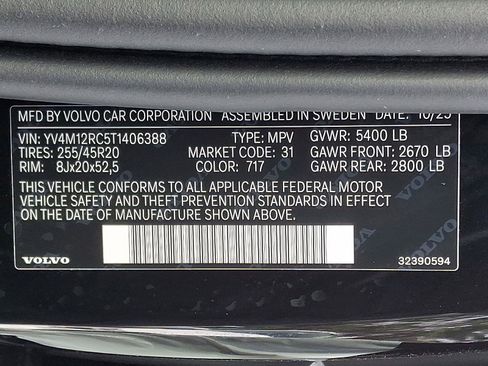 MFD BY VOLVO CAR CORPORATION ASSEMBLED IN SWEDEN DATE: 10/25
VIN: YV4M12RC5T1406388 TYPE: MPV GVWR: 5400 LB
TIRES: 255/45R20 MARKET CODE: 31 GAWR FRONT: 2670 LB
RIM: 8Jx20x52,5 COLOR: 717 GAWR REAR: 2800 LB
THIS VEHICLE CONFORMS TO ALL APPLICABLE FEDERAL MOTOR
VEHICLE SAFETY AND THEFT PREVENTION STANDARDS IN EFFECT
ON THE DATE OF MANUFACTURE SHOWN ABOVE.
VOLVO 32390594